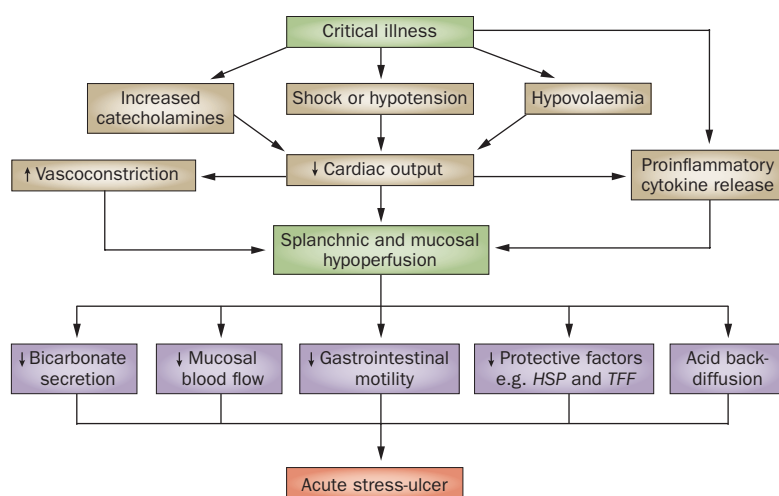 Critical illness
Increased
catecholamines
Shock or hypotension
Hypovolaemia
↑ Vascoconstriction
↓ Cardiac output
Proinflammatory
cytokine release
Splanchnic and mucosal
hypoperfusion
↓ Bicarbonate
secretion
↓ Mucosal
blood flow
↓ Gastrointestinal
motility
↓ Protective factors
e.g. HSP and TFF
Acid back-
diffusion
Acute stress-ulcer